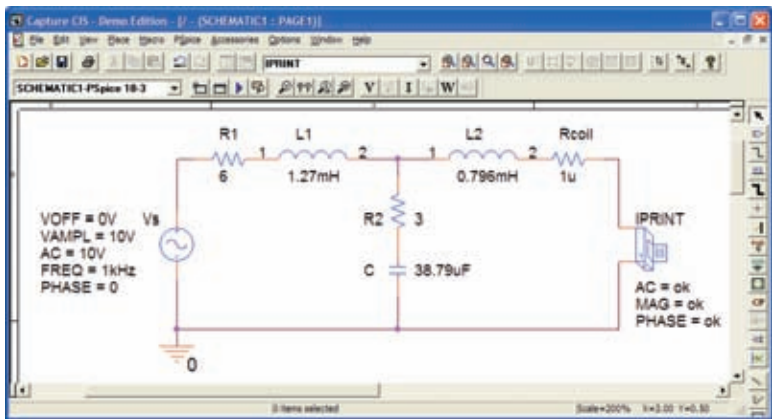 Capture CIS - Demo Edition - [/ - (SCHEMATIC1 : PAGE1)]
File Edit View Place Macro PSpice Accessories Options Window Help
IPRINT
SCHEMATIC1-PSpice 10-3
V I W
R1 L1 L2 Rcoil
1 2 1 2
6 1.27mH 0.796mH 1u
VOFF = 0V Vs
VAMPL = 10V
AC = 10V
FREQ = 1kHz
PHASE = 0
R2 3
C 38.79uF
IPRINT
AC = ok
MAG = ok
PHASE = ok
0
0 items selected Scale=200% X=3.00 Y=0.50